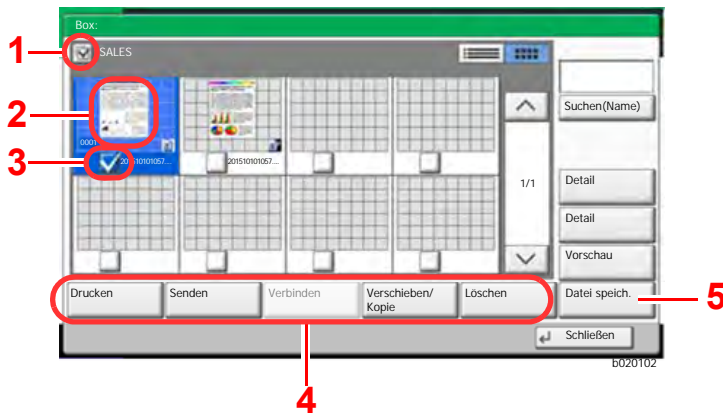 Box:
1
SALES
2
Suchen(Name)
0001
3
201510101057...
201510101057...
1/1
Detail
Detail
Vorschau
Drucken
Senden
Verbinden
Verschieben/
Kopie
Löschen
Datei speich.
5
Schließen
b020102
4